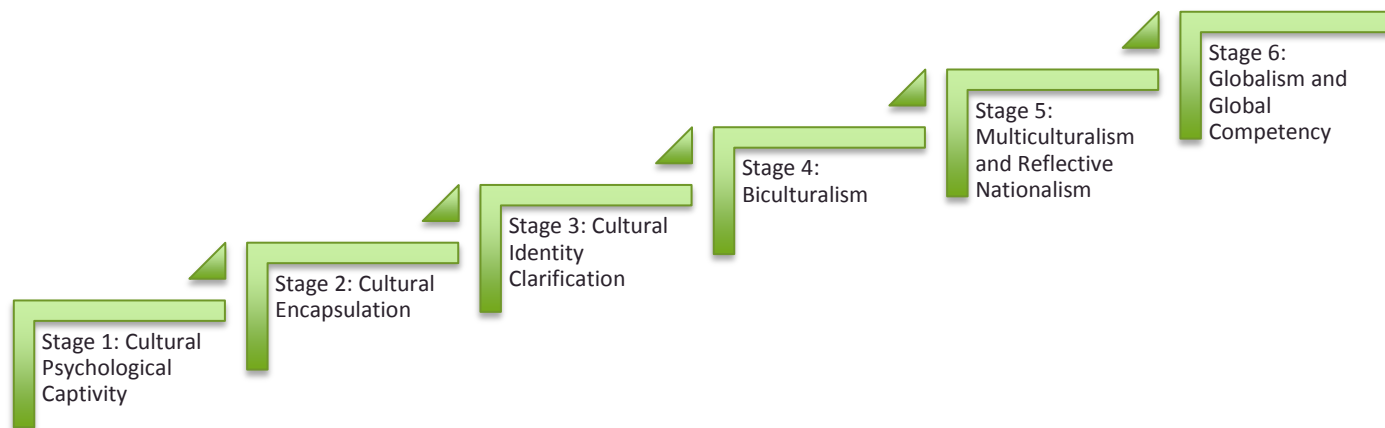 Stage 1: Cultural
Psychological
Captivity
Stage 2: Cultural
Encapsulation
Stage 3: Cultural
Identity
Clarification
Stage 4:
Biculturalism
Stage 5:
Multiculturalism
and Reflective
Nationalism
Stage 6:
Globalism and
Global
Competency